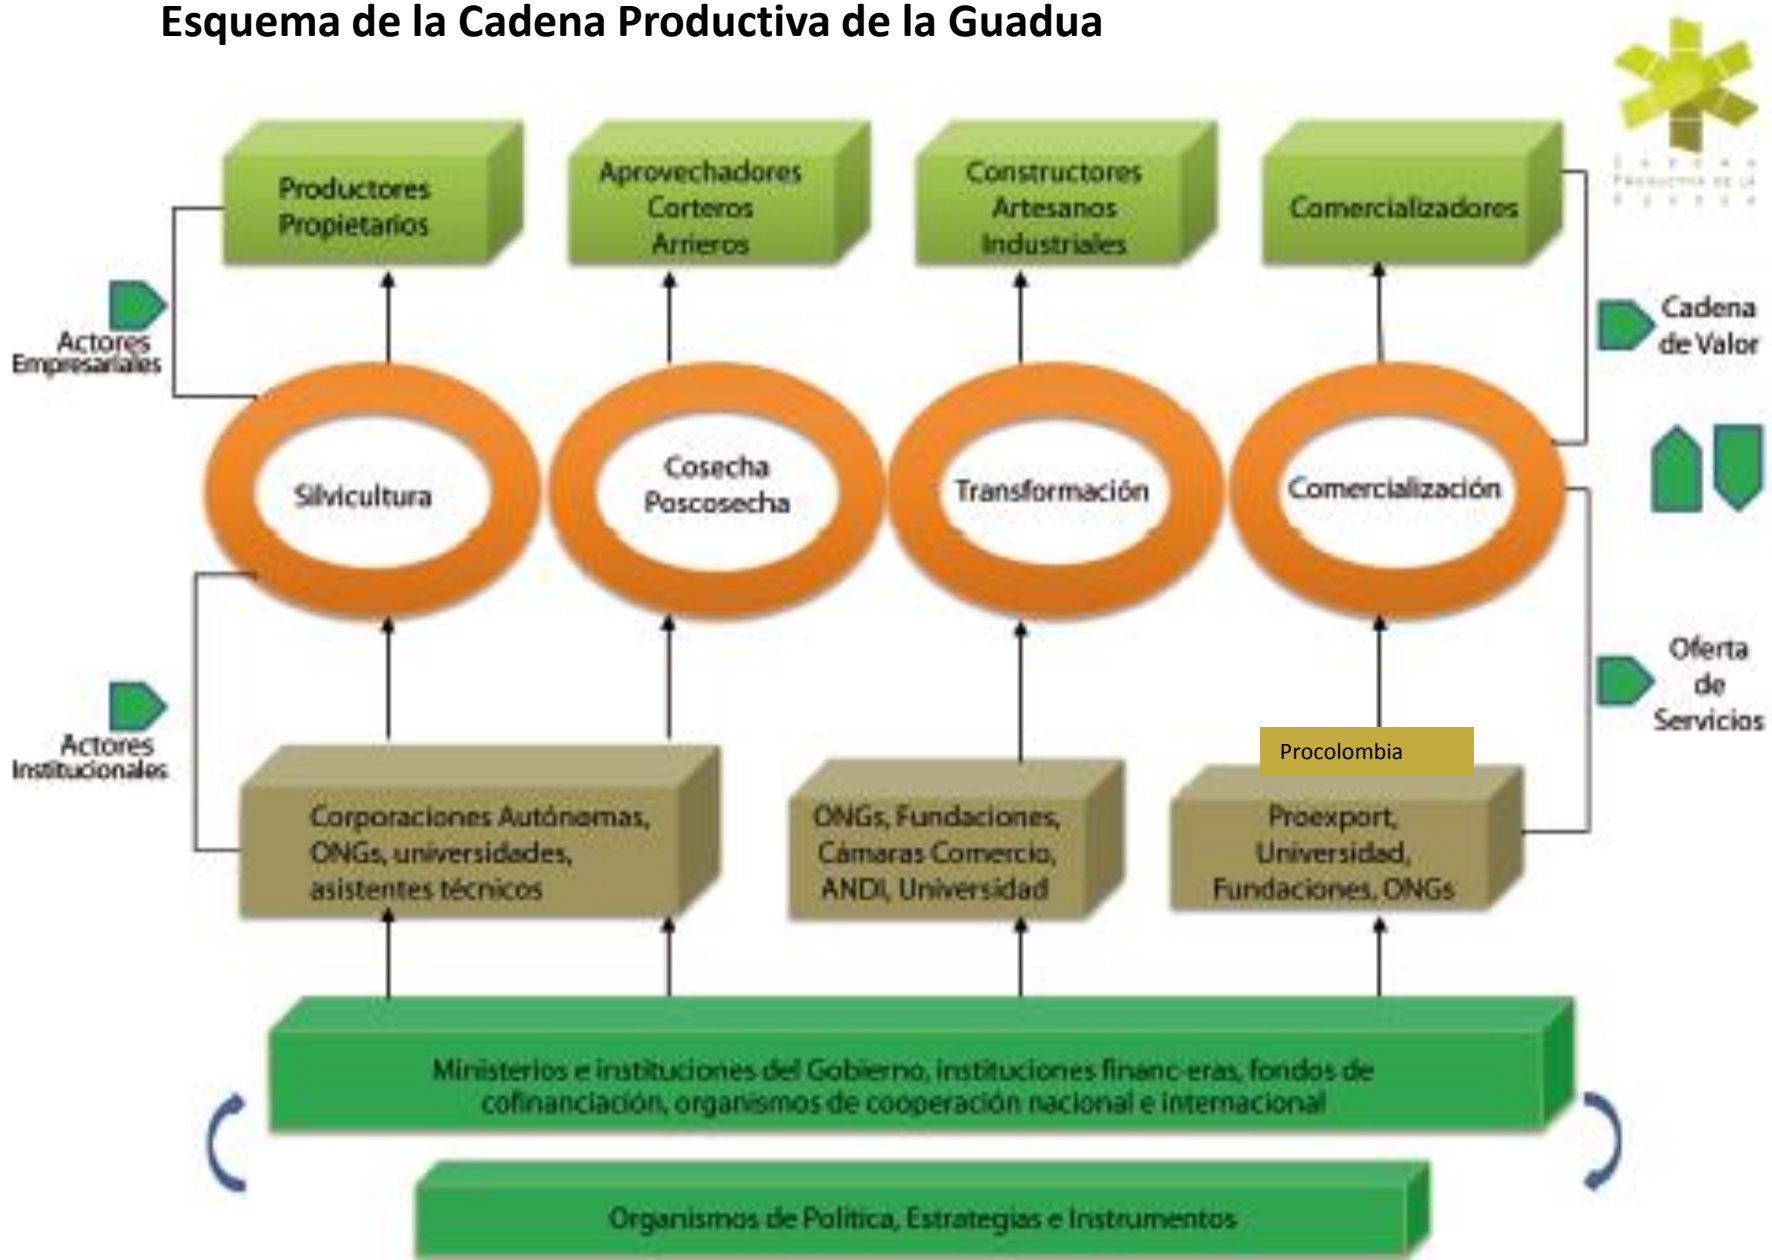 Esquema de la Cadena Productiva de la Guadua
Productores
Propietarios
Aprovechadores
Corteros
Arrieros
Constructores
Artesanos
Industriales
Comercializadores
Actores
Empresariales
Cadena
de Valor
Silvicultura
Cosecha
Poscosecha
Transformación
Comercialización
Actores
Institucionales
Oferta
de
Servicios
Procolombia
Corporaciones Autónomas,
ONGs, universidades,
asistentes técnicos
ONGs, Fundaciones,
Cámaras Comercio,
ANDI, Universidad
Proexport,
Universidad,
Fundaciones, ONGs
Ministerios e instituciones del Gobierno, instituciones financ-eras, fondos de
cofinanciación, organismos de cooperación nacional e internacional
Organismos de Política, Estrategias e Instrumentos